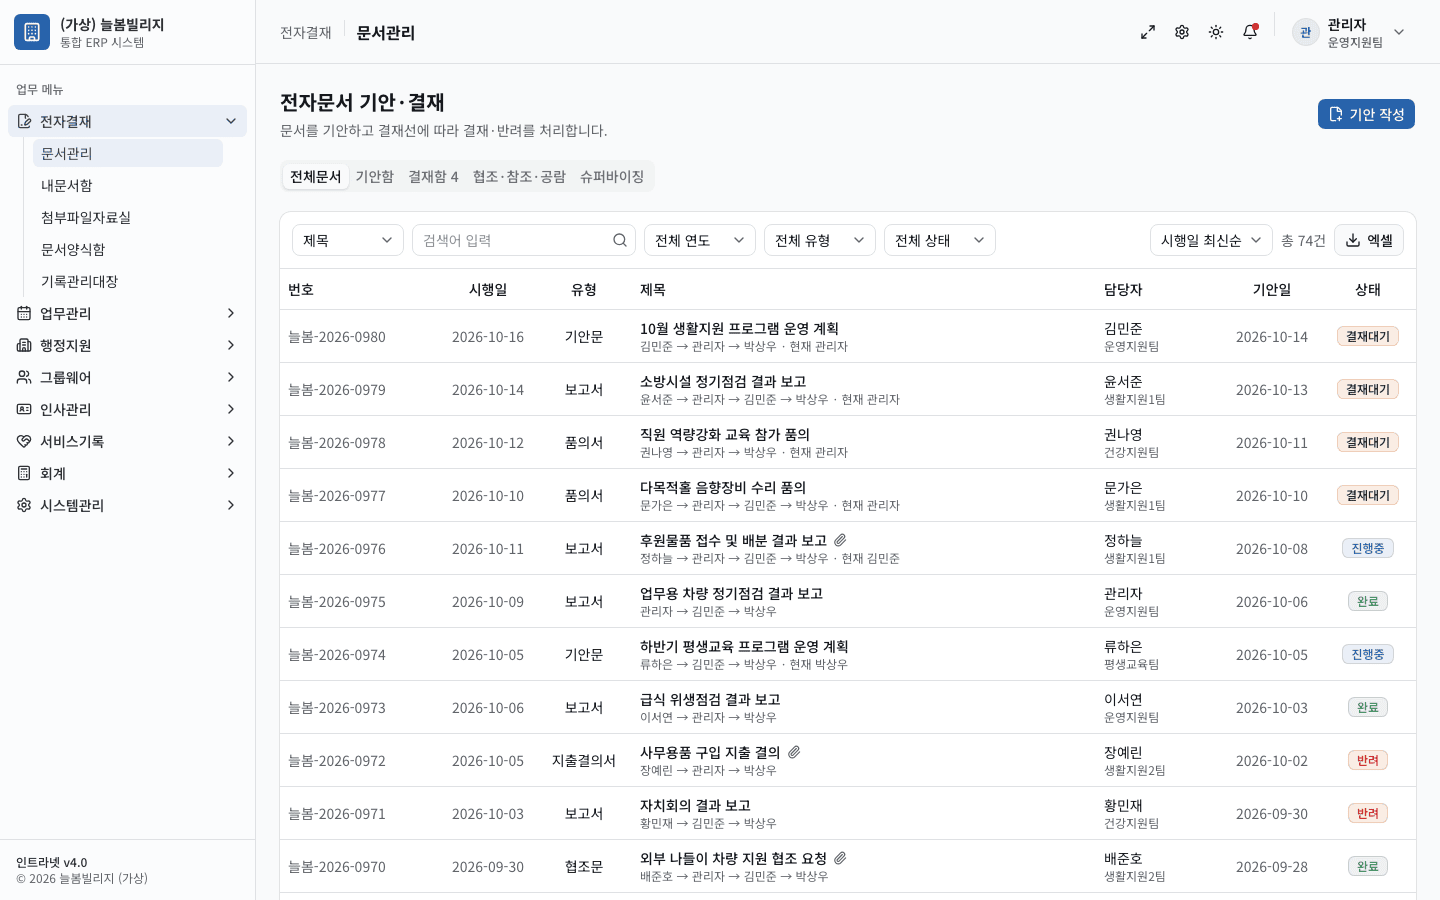 (가상) 늘봄빌리지
통합 ERP 시스템
업무 메뉴
전자결재
문서관리
내문서함
첨부파일자료실
문서양식함
기록관리대장
업무관리
행정지원
그룹웨어
인사관리
서비스기록
회계
시스템관리
인트라넷 v4.0
© 2026 늘봄빌리지 (가상)
전자결재 문서관리
관 관리자
운영지원팀
전자문서 기안·결재
문서를 기안하고 결재선에 따라 결재·반려를 처리합니다.
기안 작성
전체문서 기안함 결재함 4 협조·참조·공람 슈퍼바이징
제목 검색어 입력 전체 연도 전체 유형 전체 상태 시행일 최신순 총 74건 엑셀
번호 시행일 유형 제목 담당자 기안일 상태
늘봄-2026-0980 2026-10-16 기안문 10월 생활지원 프로그램 운영 계획 김민준 2026-10-14 결재대기
김민준 → 관리자 → 박상우 · 현재 관리자 운영지원팀
늘봄-2026-0979 2026-10-14 보고서 소방시설 정기점검 결과 보고 윤서준 2026-10-13 결재대기
윤서준 → 관리자 → 김민준 → 박상우 · 현재 관리자 생활지원1팀
늘봄-2026-0978 2026-10-12 품의서 직원 역량강화 교육 참가 품의 권나영 2026-10-11 결재대기
권나영 → 관리자 → 박상우 · 현재 관리자 건강지원팀
늘봄-2026-0977 2026-10-10 품의서 다목적홀 음향장비 수리 품의 문가은 2026-10-10 결재대기
문가은 → 관리자 → 김민준 → 박상우 · 현재 관리자 생활지원1팀
늘봄-2026-0976 2026-10-11 보고서 후원물품 접수 및 배분 결과 보고 정하늘 2026-10-08 진행중
정하늘 → 관리자 → 김민준 → 박상우 · 현재 김민준 생활지원1팀
늘봄-2026-0975 2026-10-09 보고서 업무용 차량 정기점검 결과 보고 관리자 2026-10-06 완료
관리자 → 김민준 → 박상우 운영지원팀
늘봄-2026-0974 2026-10-05 기안문 하반기 평생교육 프로그램 운영 계획 류하은 2026-10-05 진행중
류하은 → 김민준 → 박상우 · 현재 박상우 평생교육팀
늘봄-2026-0973 2026-10-06 보고서 급식 위생점검 결과 보고 이서연 2026-10-03 완료
이서연 → 관리자 → 박상우 운영지원팀
늘봄-2026-0972 2026-10-05 지출결의서 사무용품 구입 지출 결의 장예린 2026-10-02 반려
장예린 → 관리자 → 박상우 생활지원2팀
늘봄-2026-0971 2026-10-03 보고서 자치회의 결과 보고 황민재 2026-09-30 반려
황민재 → 김민준 → 박상우 건강지원팀
늘봄-2026-0970 2026-09-30 협조문 외부 나들이 차량 지원 협조 요청 배준호 2026-09-28 완료
배준호 → 관리자 → 김민준 → 박상우 생활지원2팀